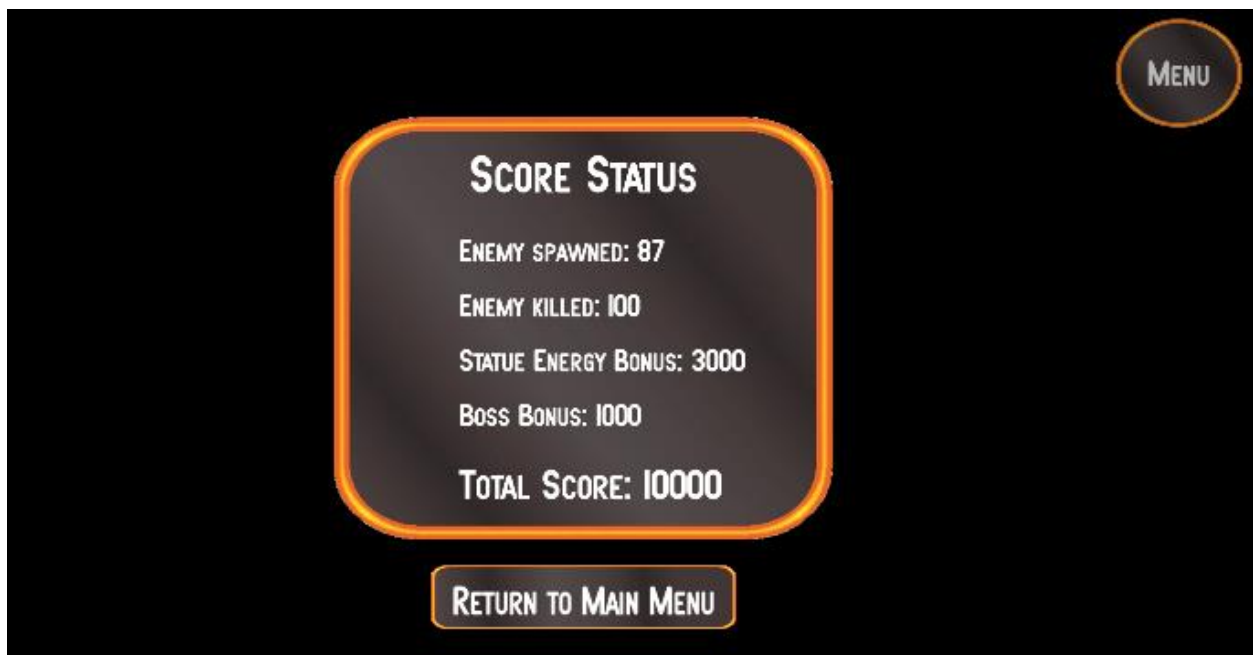 Menu
Score Status
Enemy spawned: 87
Enemy killed: 100
Statue Energy Bonus: 3000
Boss Bonus: 1000
Total Score: 10000
Return to Main Menu